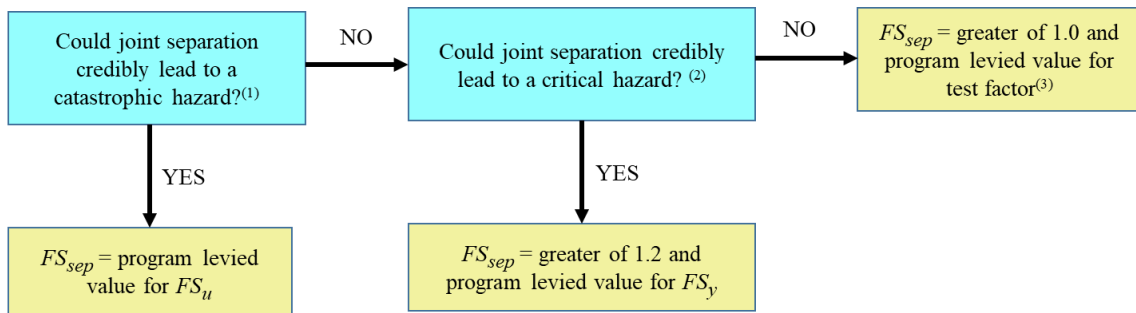 Could joint separation
credibly lead to a
catastrophic hazard?(1)
NO
Could joint separation credibly
lead to a critical hazard? (2)
NO
FSsep = greater of 1.0 and
program levied value for
test factor(3)
YES
YES
FSsep = program levied
value for FSu
FSsep = greater of 1.2 and
program levied value for FSy